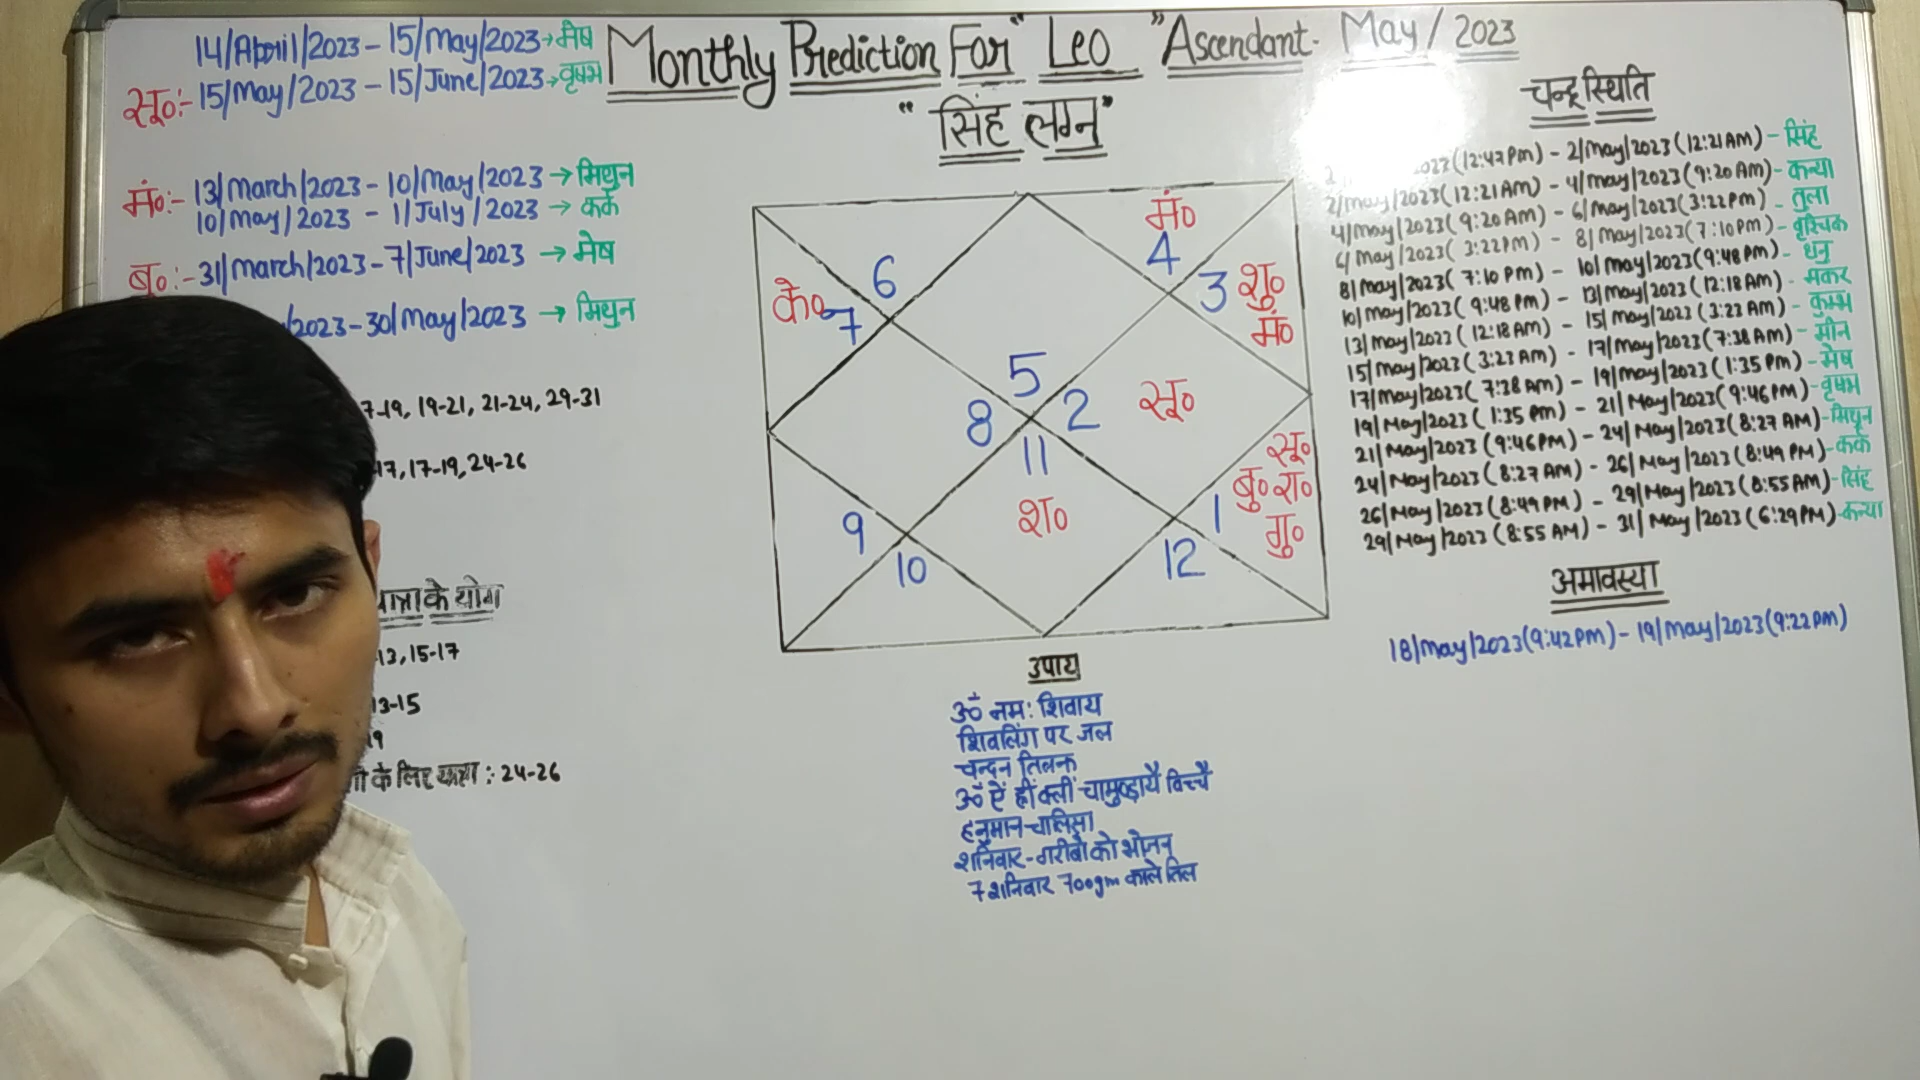 14/April/2023 - 15/May/2023 → मेष
सू०:- 15/May/2023 - 15/June/2023 → वृषभ
Monthly Prediction For "Leo" Ascendant - May/2023
"सिंह लग्न"
मं०:- 13/March/2023 - 10/May/2023 → मिथुन
10/May/2023 - 1/July/2023 → कर्क
बु०:- 31/March/2023 - 7/June/2023 → मेष
/2023 - 30/May/2023 → मिथुन
7-19, 19-21, 21-24, 29-31
17, 17-19, 24-26
यात्रा के योग
13, 15-17
13-15
19
के लिए यात्रा : 24-26
मं०
4
6
के०
7
3 शु०
मं०
5
8
2
सू०
11
श०
सू०
बु० रा०
1
गु०
9
10
12
उपाय
ॐ नमः शिवाय
शिवलिंग पर जल
चन्दन तिलक
ॐ ऐं ह्रीं क्लीं चामुण्डायै विच्चै
हनुमान चालिसा
शनिवार - गरीबो को भोजन
7 शनिवार 700gm काले तिल
चन्द्र स्थिति
2023 (12:47 PM) - 2/May/2023 (12:21 AM) - सिंह
2/May/2023 (12:21 AM) - 4/May/2023 (9:20 AM) - कन्या
4/May/2023 (9:20 AM) - 6/May/2023 (3:22 PM) - तुला
6/May/2023 (3:22 PM) - 8/May/2023 (7:10 PM) - वृश्चिक
8/May/2023 (7:10 PM) - 10/May/2023 (9:48 PM) - धनु
10/May/2023 (9:48 PM) - 13/May/2023 (12:18 AM) - मकर
13/May/2023 (12:18 AM) - 15/May/2023 (3:23 AM) - कुम्भ
15/May/2023 (3:23 AM) - 17/May/2023 (7:38 AM) - मीन
17/May/2023 (7:38 AM) - 19/May/2023 (1:35 PM) - मेष
19/May/2023 (1:35 PM) - 21/May/2023 (9:46 PM) - वृषभ
21/May/2023 (9:46 PM) - 24/May/2023 (8:27 AM) - मिथुन
24/May/2023 (8:27 AM) - 26/May/2023 (8:49 PM) - कर्क
26/May/2023 (8:49 PM) - 29/May/2023 (8:55 AM) - सिंह
29/May/2023 (8:55 AM) - 31/May/2023 (6:29 PM) - कन्या
अमावस्या
18/May/2023 (9:42 PM) - 19/May/2023 (9:22 PM)